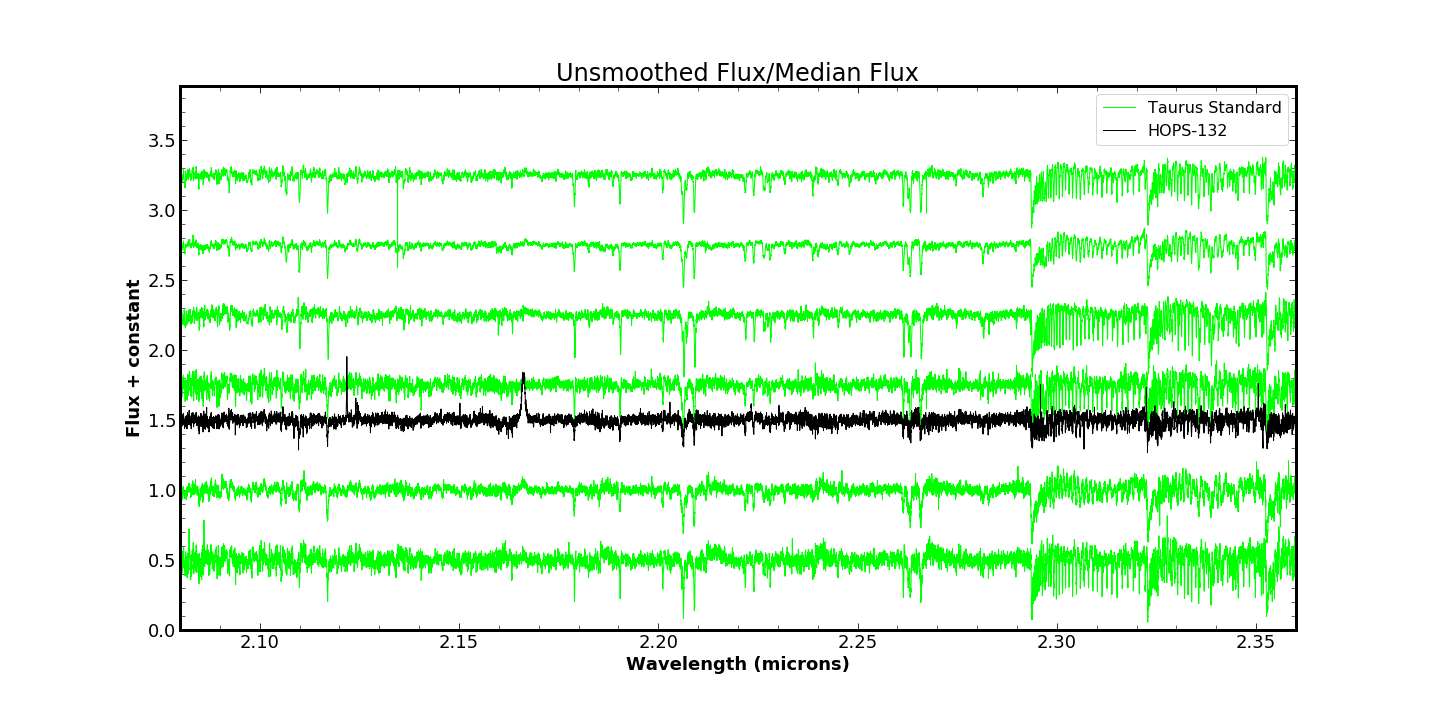 Unsmoothed Flux/Median Flux
Taurus Standard
HOPS-132
Flux + constant
3.5
3.0
2.5
2.0
1.5
1.0
0.5
0.0
2.10
2.15
2.20
2.25
2.30
2.35
Wavelength (microns)